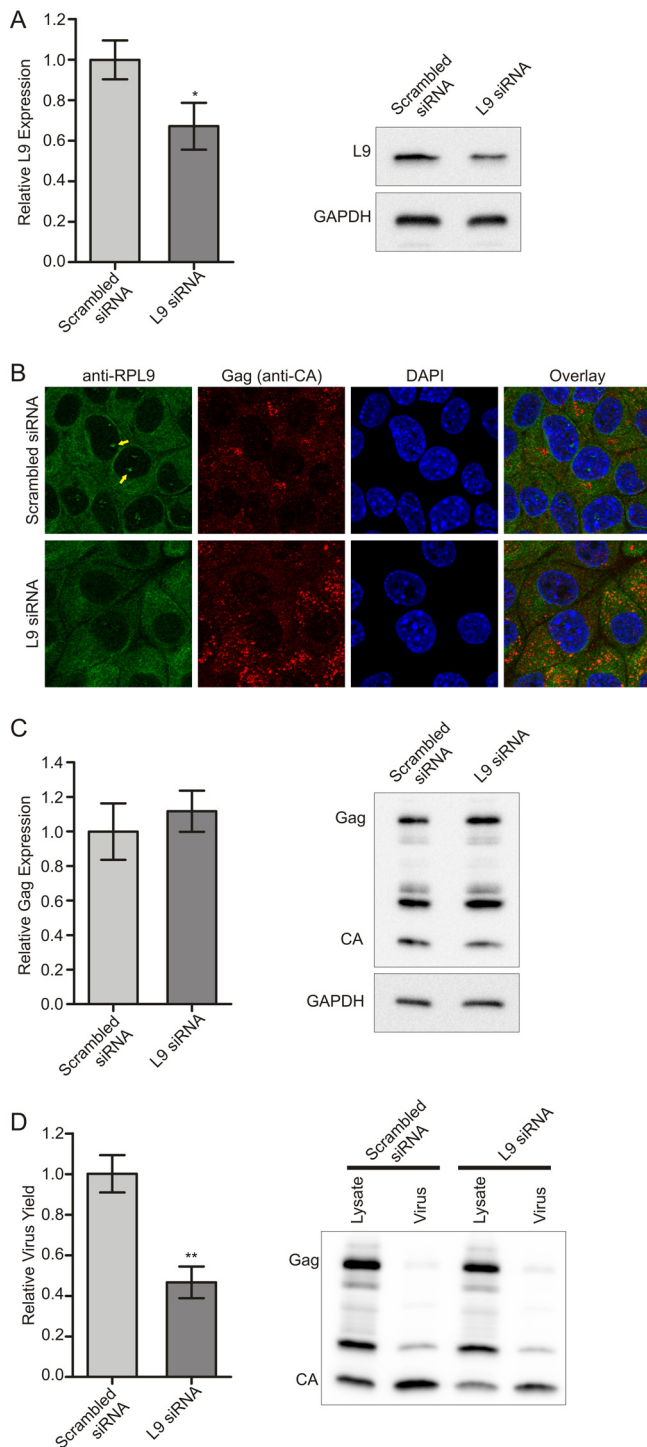 A
Relative L9 Expression
1.2
1.0
0.8
0.6
0.4
0.2
0.0
*
Scrambled
siRNA
L9 siRNA
Scrambled
siRNA
L9 siRNA
L9
GAPDH
B
anti-RPL9
Gag (anti-CA)
DAPI
Overlay
Scrambled siRNA
L9 siRNA
C
Relative Gag Expression
1.4
1.2
1.0
0.8
0.6
0.4
0.2
0.0
Scrambled
siRNA
L9 siRNA
Scrambled
siRNA
L9 siRNA
Gag
CA
GAPDH
D
Relative Virus Yield
1.2
1.0
0.8
0.6
0.4
0.2
0.0
**
Scrambled
siRNA
L9 siRNA
Scrambled
siRNA
L9 siRNA
Lysate
Virus
Lysate
Virus
Gag
CA